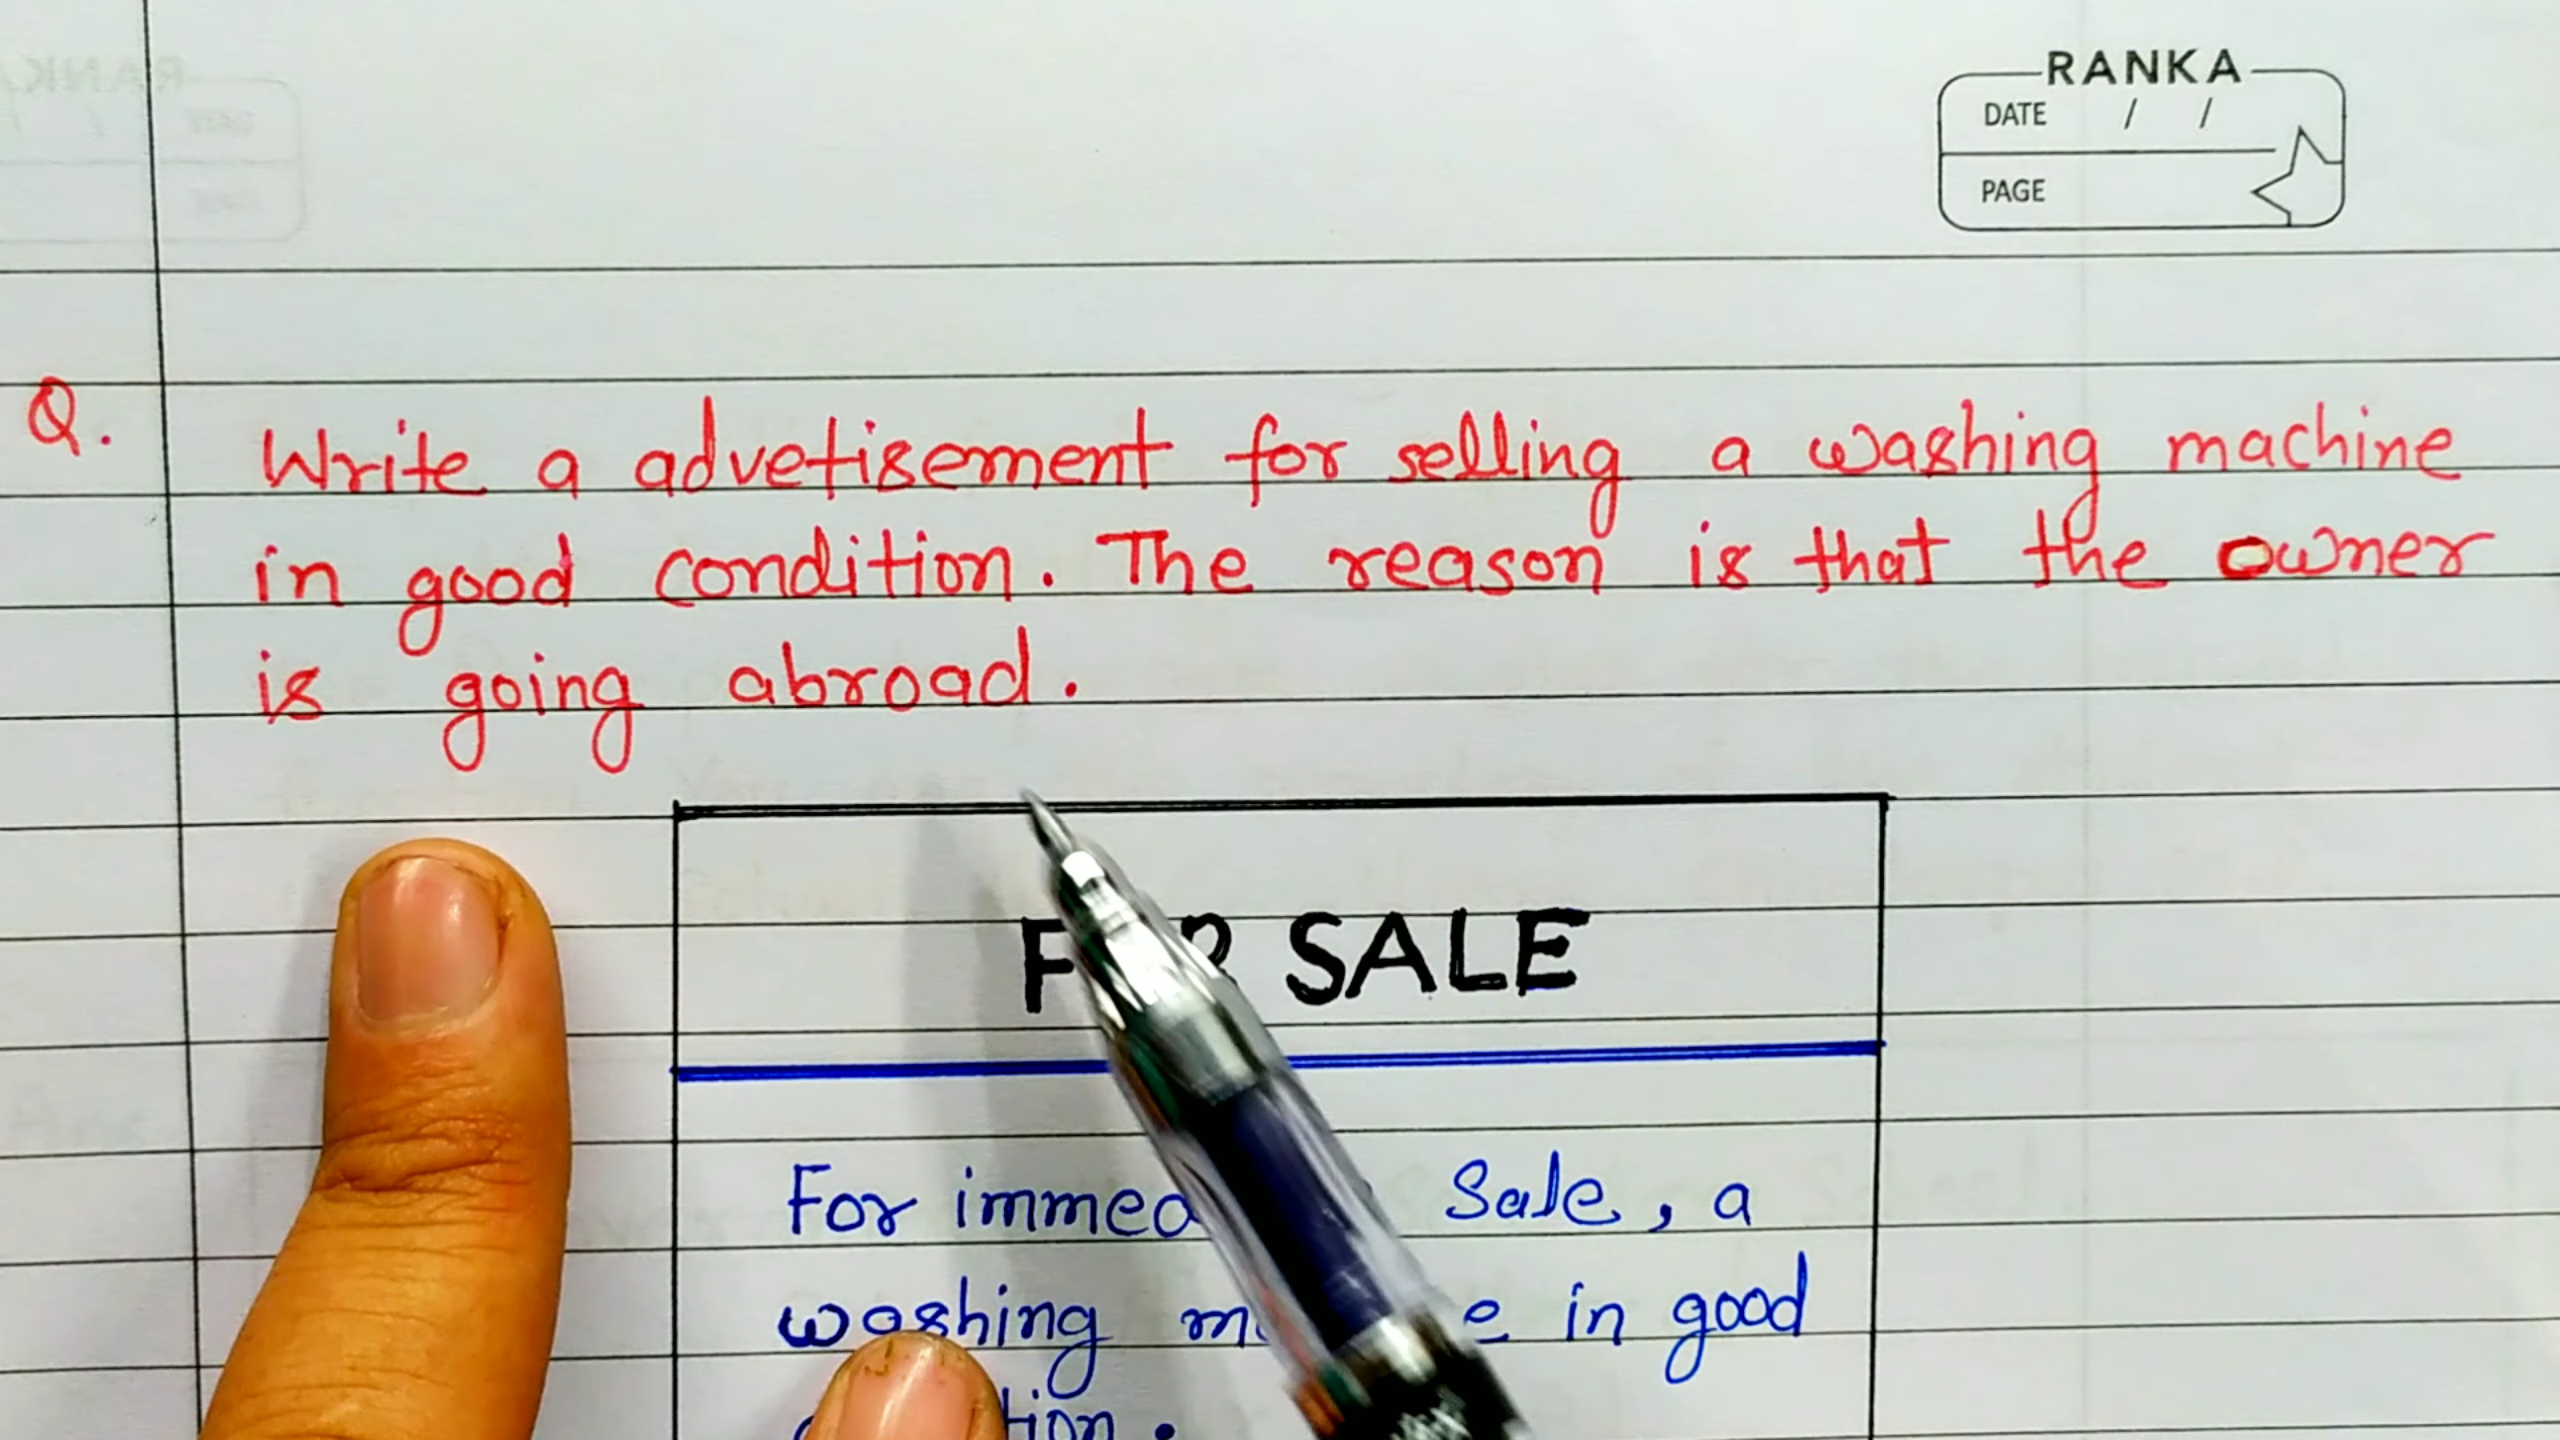 RANKA
DATE / /
PAGE
Q. Write a advetisement for selling a washing machine
in good condition. The reason is that the owner
is going abroad.
SALE
For Sale, a
washing in good